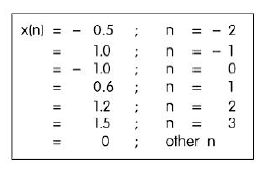 x(n) = - 0.5 ; n = - 2
= 1.0 ; n = - 1
= - 1.0 ; n = 0
= 0.6 ; n = 1
= 1.2 ; n = 2
= 1.5 ; n = 3
= 0 ; other n